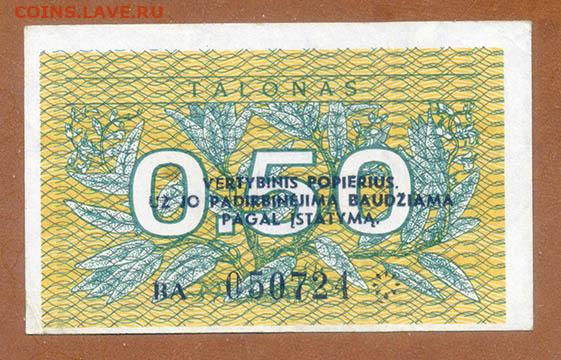 COINS.LAVE.RU
TALONAS
0.50
VERTYBINIS POPIERIUS.
UŽ JO PADIRBINĖJIMĄ BAUDŽIAMA
PAGAL ĮSTATYMĄ.
BA 050724